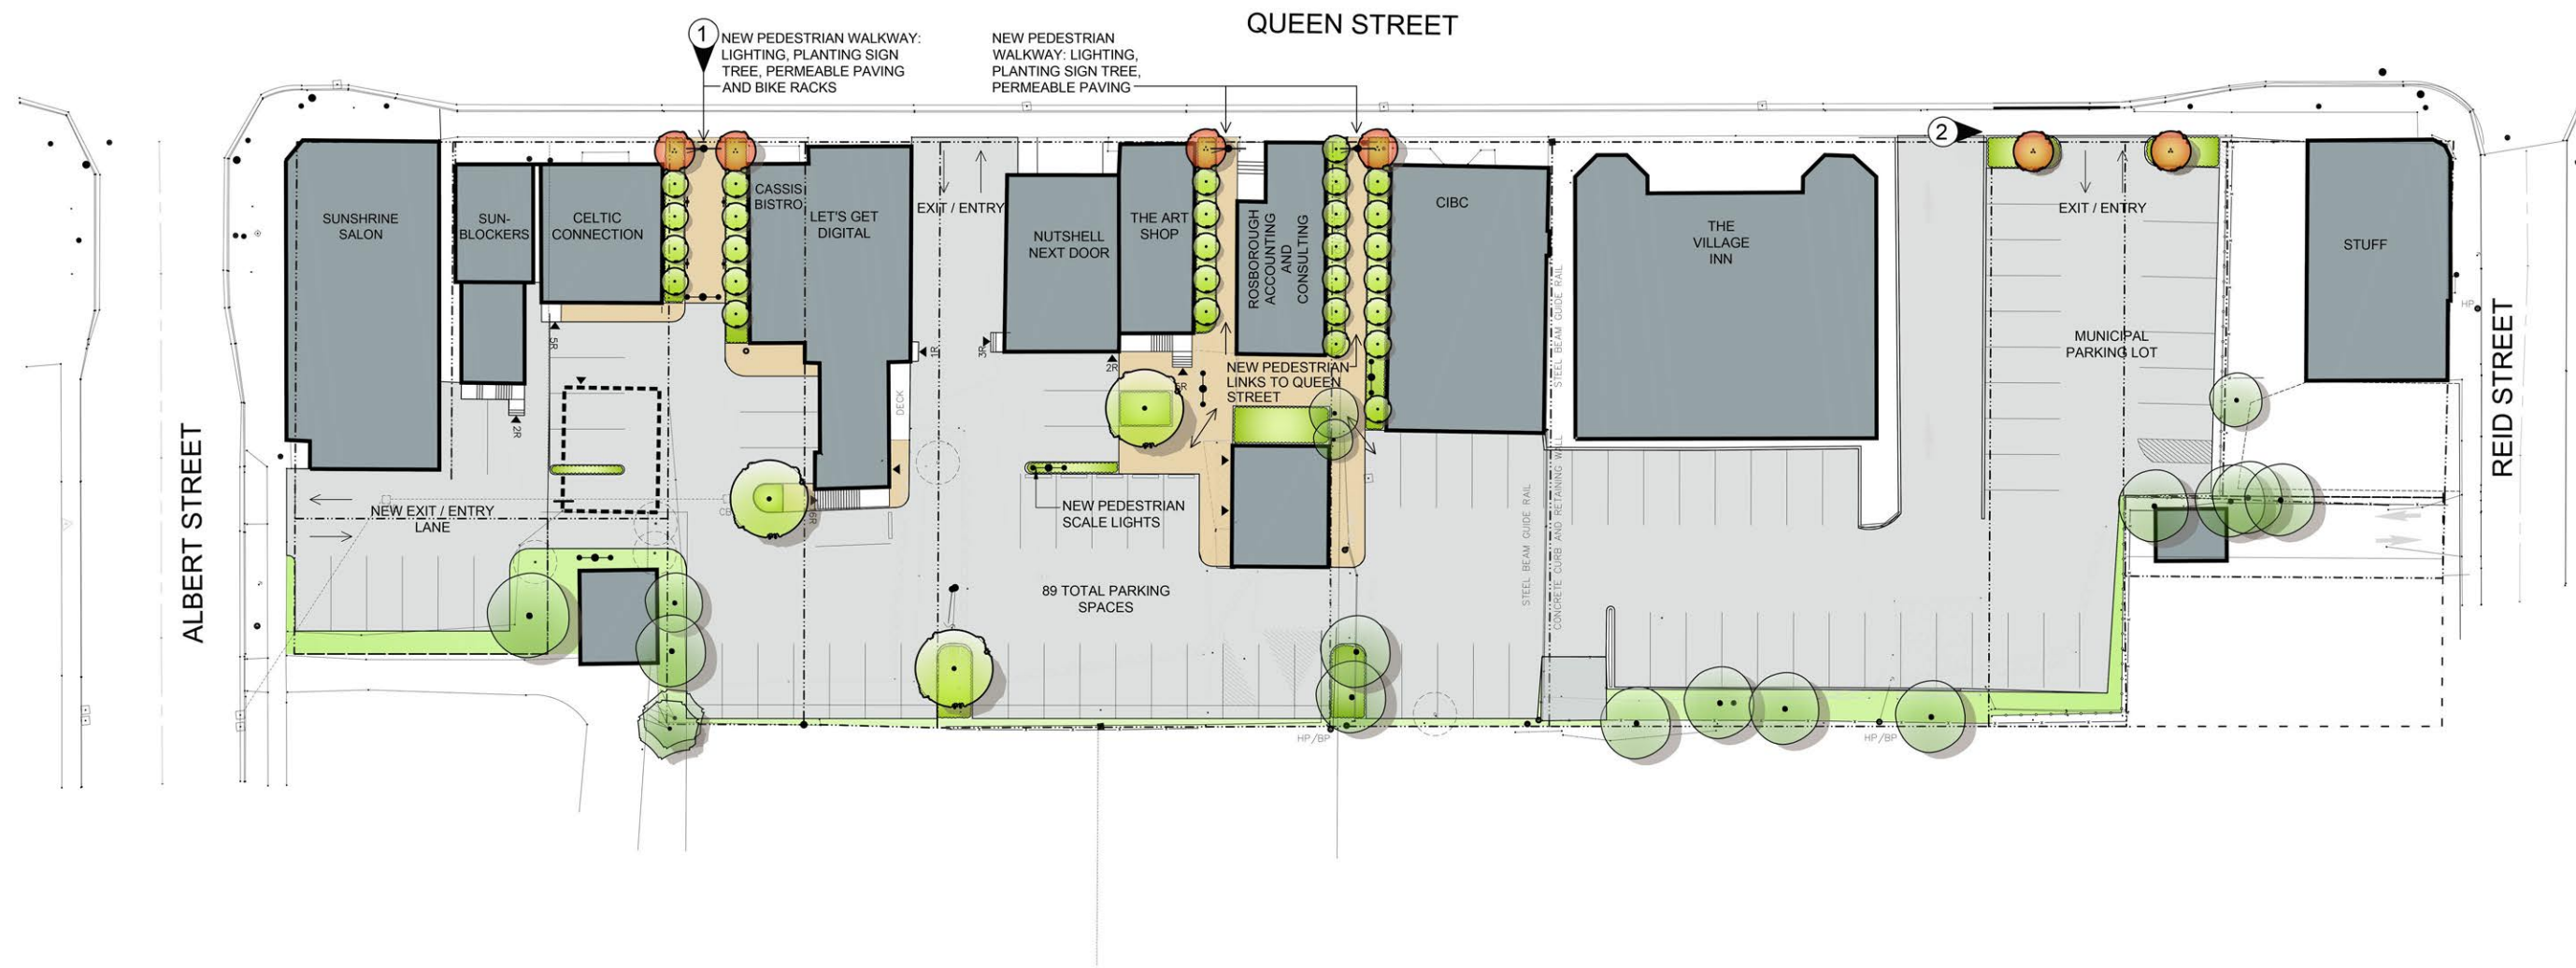 QUEEN STREET
1
NEW PEDESTRIAN WALKWAY:
LIGHTING, PLANTING SIGN
TREE, PERMEABLE PAVING
AND BIKE RACKS
NEW PEDESTRIAN
WALKWAY: LIGHTING,
PLANTING SIGN TREE,
PERMEABLE PAVING
2
SUNSHRINE
SALON
SUN-
BLOCKERS
CELTIC
CONNECTION
CASSIS
BISTRO
LET'S GET
DIGITAL
EXIT / ENTRY
NUTSHELL
NEXT DOOR
THE ART
SHOP
ROSBOROUGH
ACCOUNTING
AND
CONSULTING
CIBC
THE
VILLAGE
INN
EXIT / ENTRY
STUFF
HP
MUNICIPAL
PARKING LOT
REID STREET
ALBERT STREET
5R
2R
1R
3R
2R
DECK
NEW PEDESTRIAN
LINKS TO QUEEN
STREET
STEEL BEAM GUIDE RAIL
STEEL BEAM GUIDE RAIL
CONCRETE CURB AND RETAINING WALL
NEW EXIT / ENTRY
LANE
CB
16R
NEW PEDESTRIAN
SCALE LIGHTS
89 TOTAL PARKING
SPACES
HP/BP
HP/BP